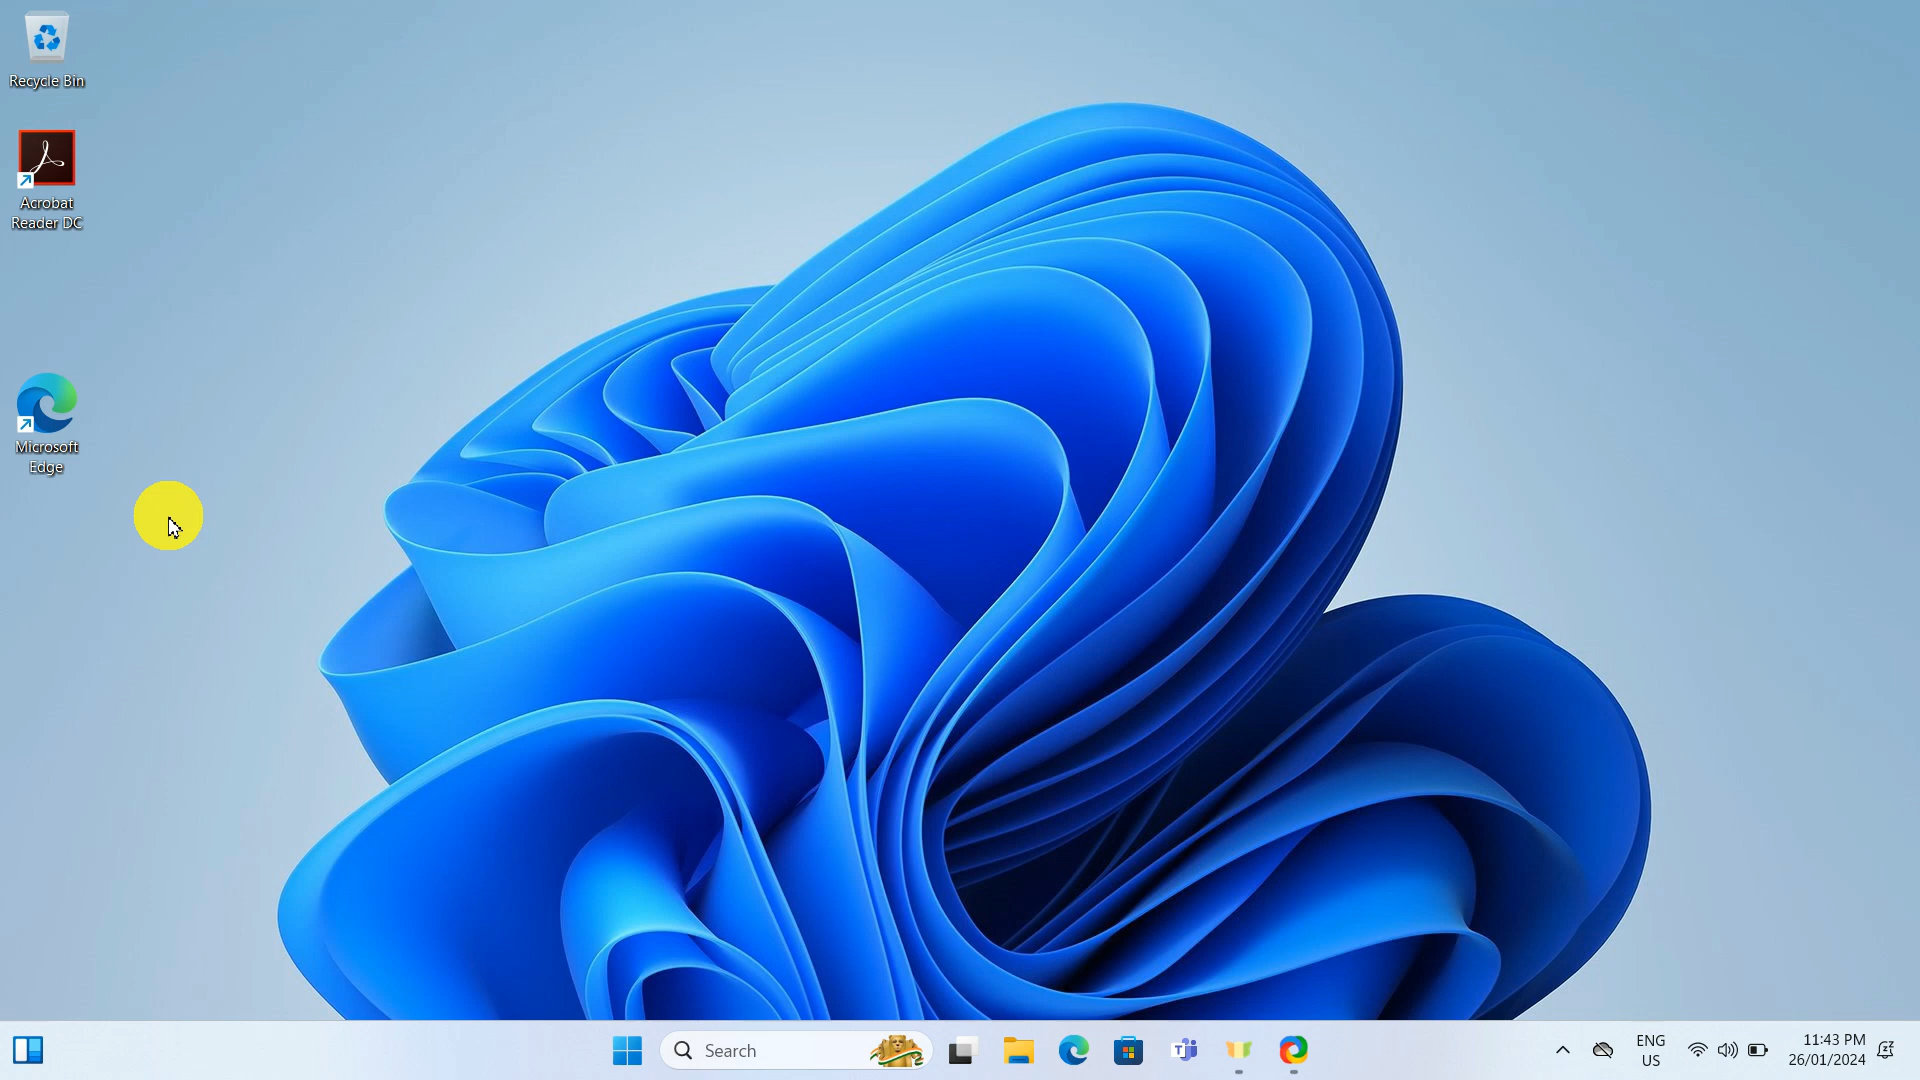 Recycle Bin
Acrobat
Reader DC
Microsoft
Edge
Search
ENG
US
11:43 PM
26/01/2024